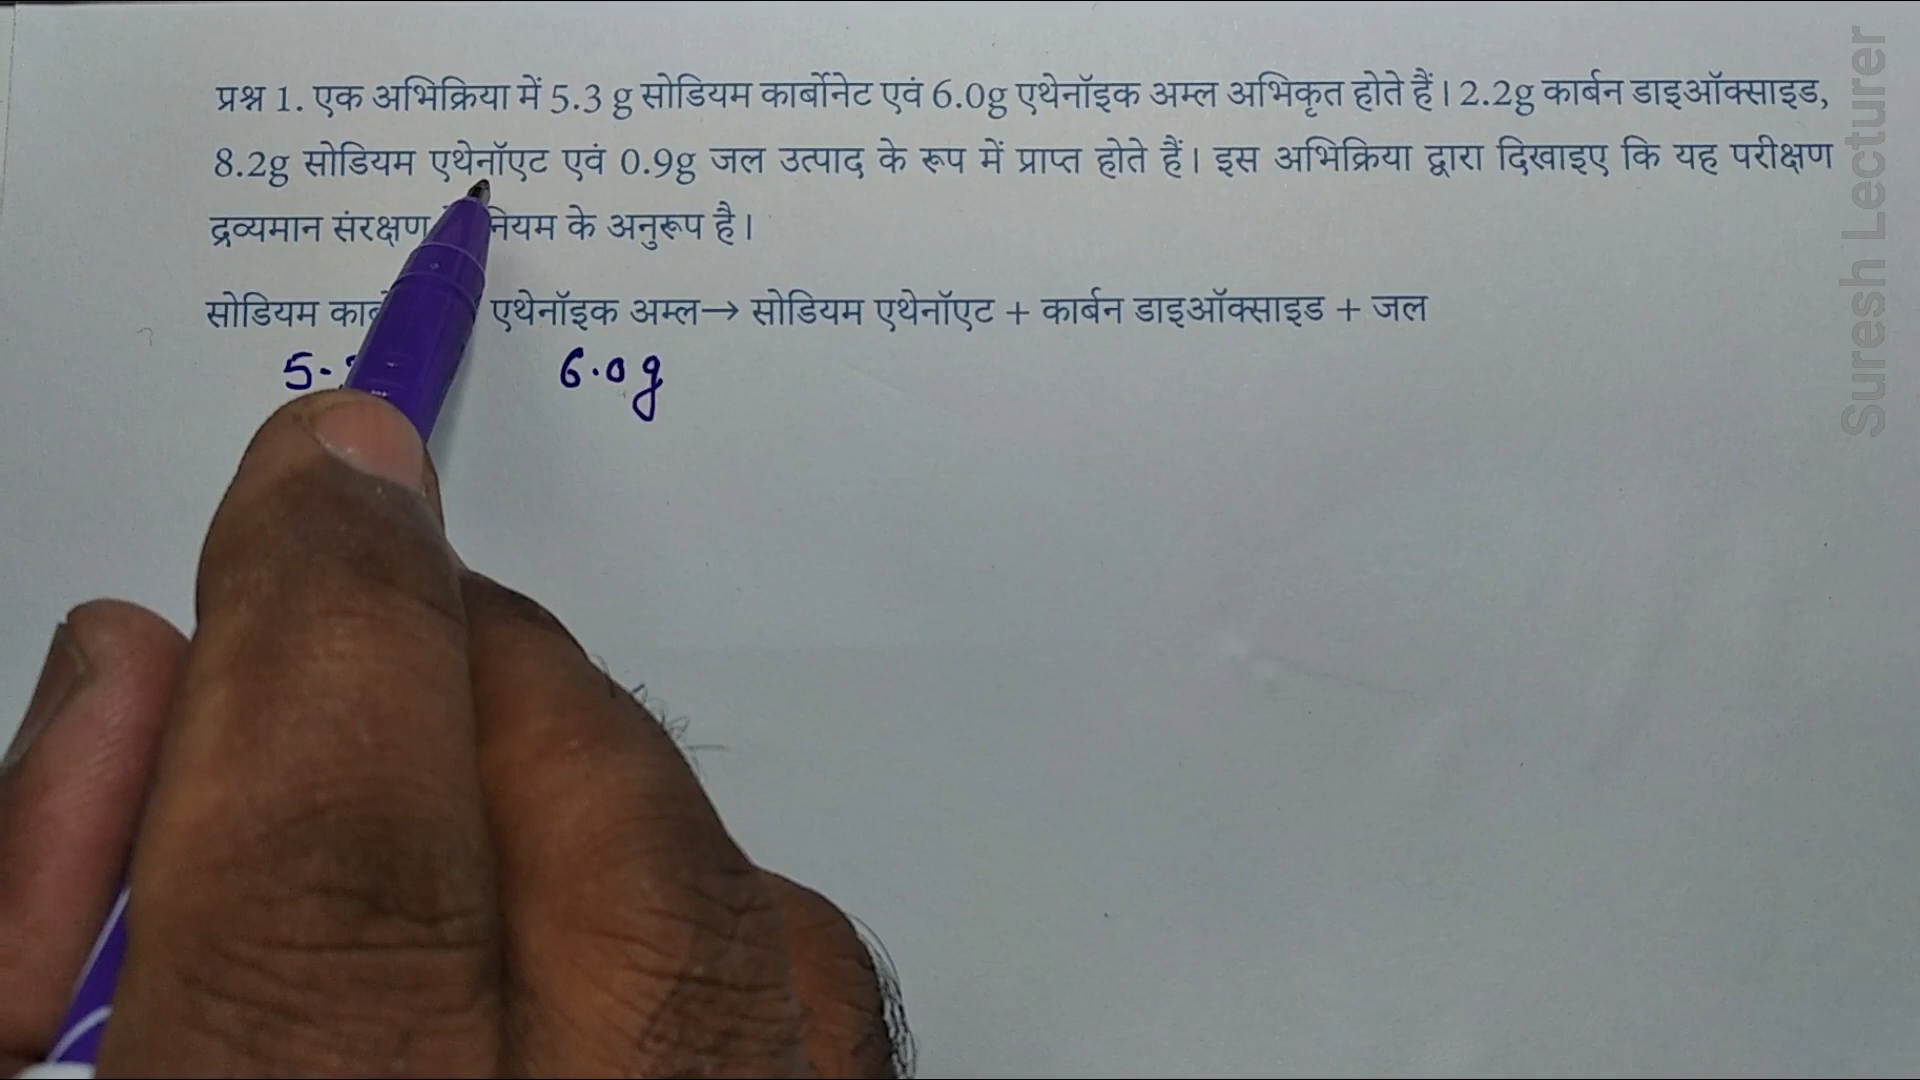 प्रश्न 1. एक अभिक्रिया में 5.3 g सोडियम कार्बोनेट एवं 6.0g एथेनॉइक अम्ल अभिकृत होते हैं। 2.2g कार्बन डाइऑक्साइड,
8.2g सोडियम एथेनॉएट एवं 0.9g जल उत्पाद के रूप में प्राप्त होते हैं। इस अभिक्रिया द्वारा दिखाइए कि यह परीक्षण
द्रव्यमान संरक्षण नियम के अनुरूप है।
सोडियम एथेनॉइक अम्ल→ सोडियम एथेनॉएट + कार्बन डाइऑक्साइड + जल
6.0 g
Suresh Lecturer